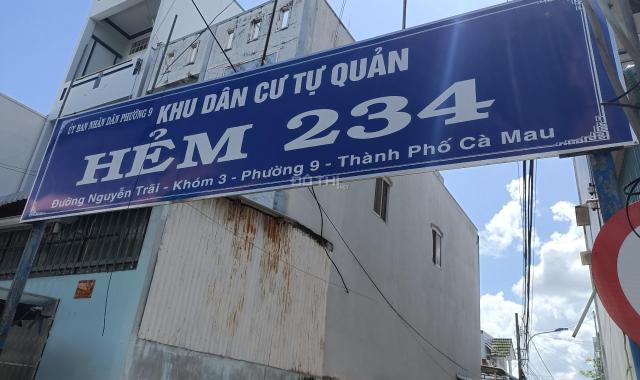 ỦY BAN NHÂN DÂN PHƯỜNG 9
KHU DÂN CƯ TỰ QUẢN
HẺM 234
Đường Nguyễn Trãi - Khóm 3 - Phường 9 - Thành Phố Cà Mau